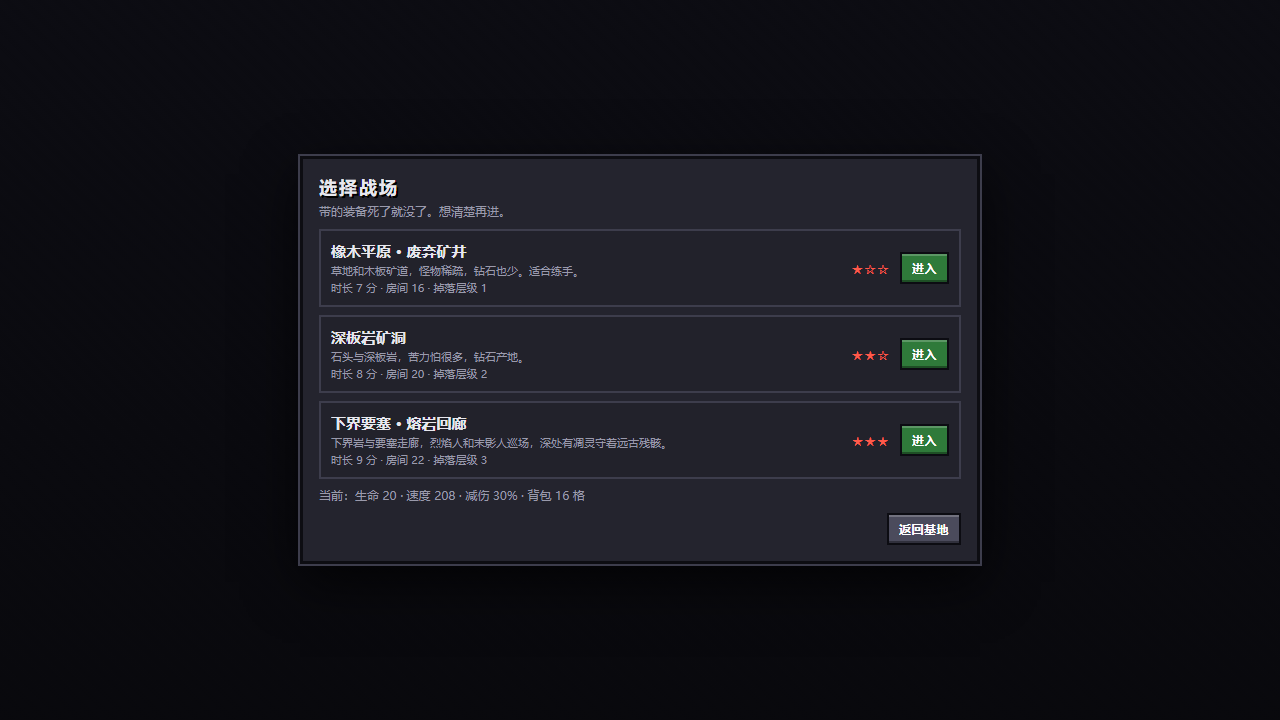 选择战场
带的装备死了就没了。想清楚再进。
橡木平原 · 废弃矿井
草地和木板矿道，怪物稀疏，钻石也少。适合练手。
时长 7 分 · 房间 16 · 掉落层级 1
★☆☆
进入
深板岩矿洞
石头与深板岩，苦力怕很多，钻石产地。
时长 8 分 · 房间 20 · 掉落层级 2
★★☆
进入
下界要塞 · 熔岩回廊
下界岩与要塞走廊，烈焰人和末影人巡场，深处有凋灵守着远古残骸。
时长 9 分 · 房间 22 · 掉落层级 3
★★★
进入
当前：生命 20 · 速度 208 · 减伤 30% · 背包 16 格
返回基地